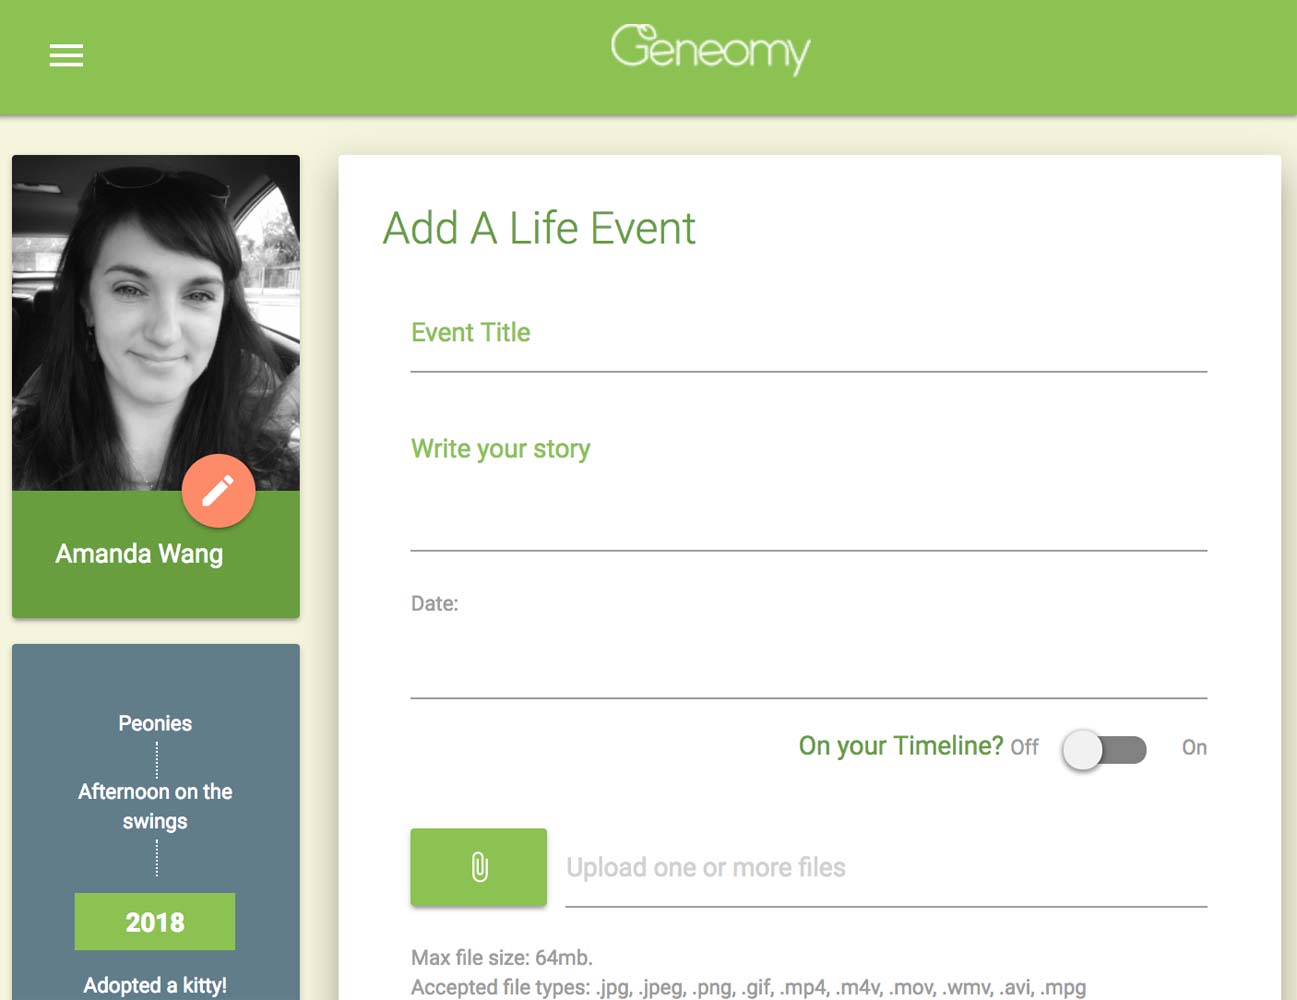 Geneomy
Add A Life Event
Event Title
Write your story
Date:
On your Timeline? Off On
Upload one or more files
Max file size: 64mb.
Accepted file types: .jpg, .jpeg, .png, .gif, .mp4, .m4v, .mov, .wmv, .avi, .mpg
Amanda Wang
Peonies
Afternoon on the
swings
2018
Adopted a kitty!